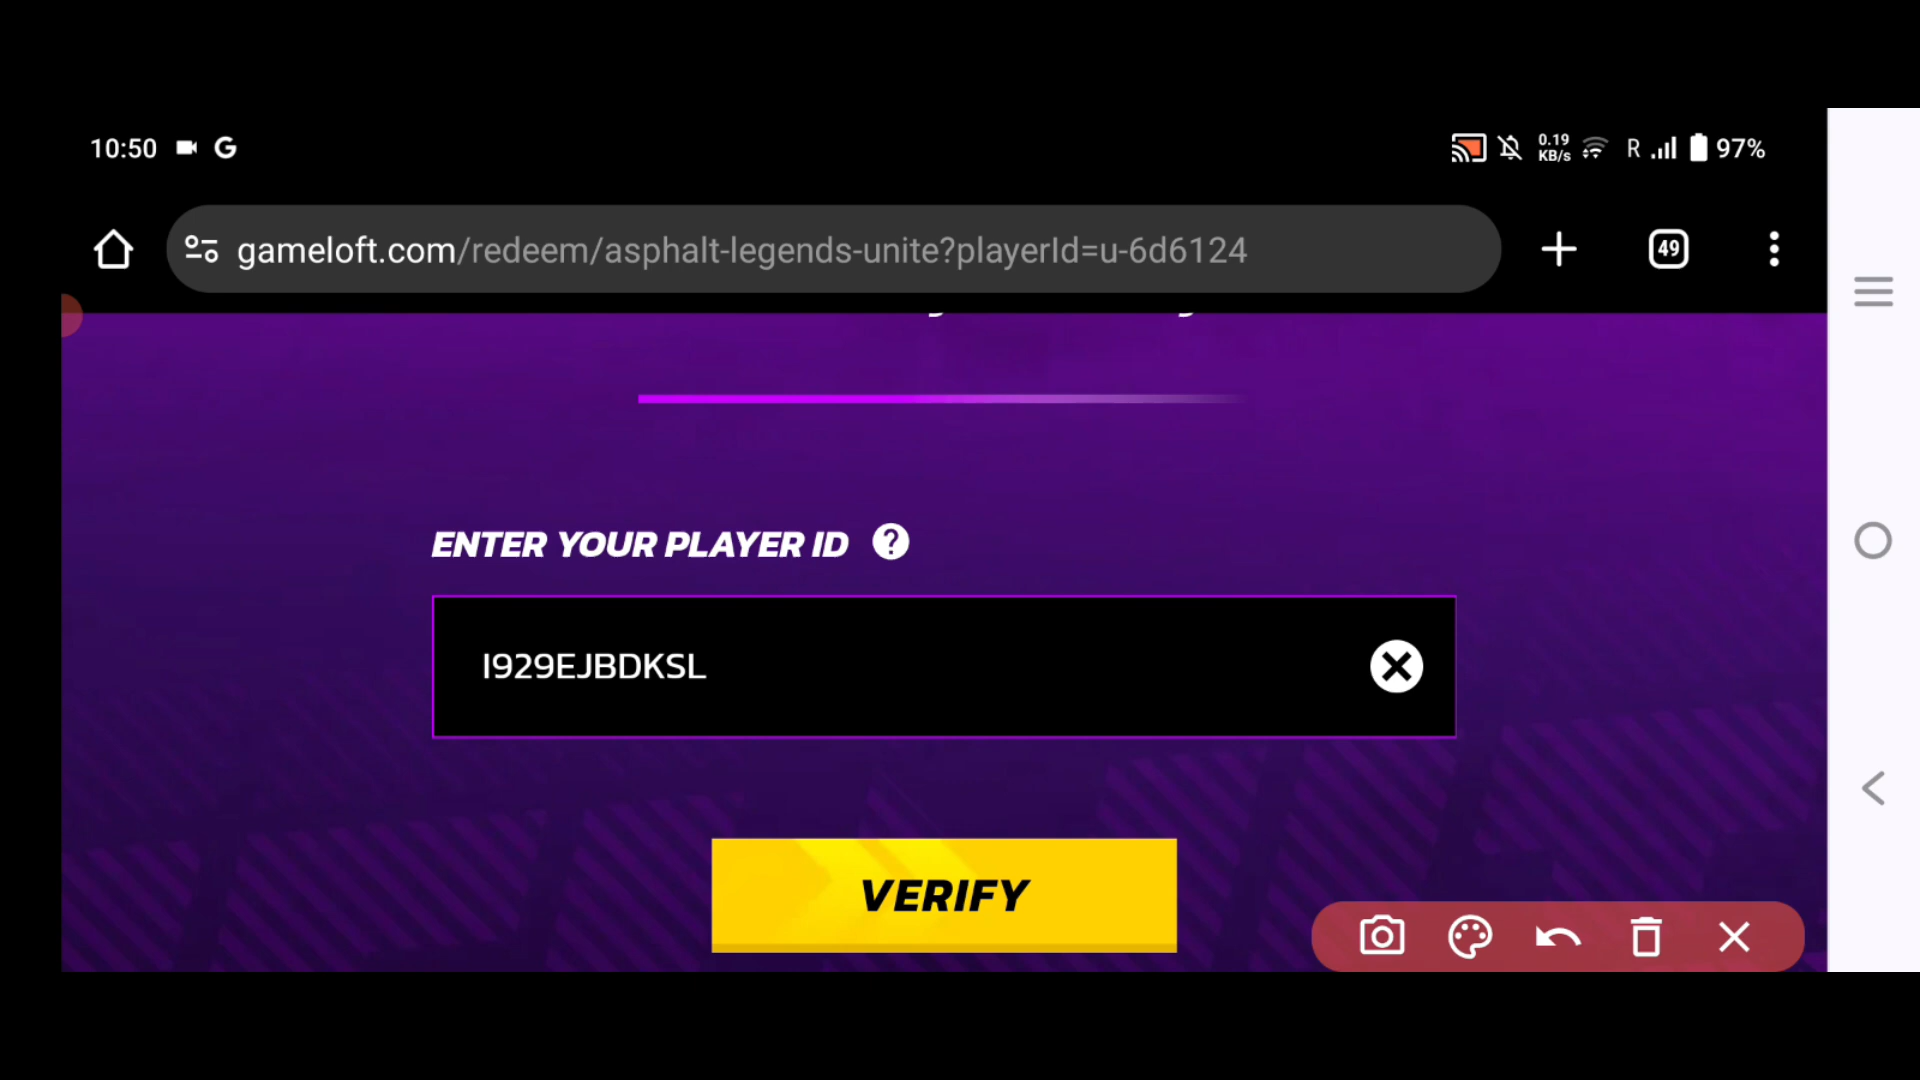 10:50 G 0.19 KB/s R 97%
gameloft.com/redeem/asphalt-legends-unite?playerId=u-6d6124 49
ENTER YOUR PLAYER ID ?
I929EJBDKSL
VERIFY